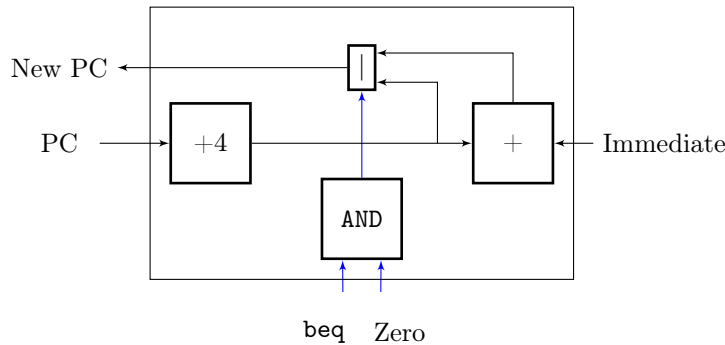 |
New PC
PC
+4
+
Immediate
AND
beq Zero